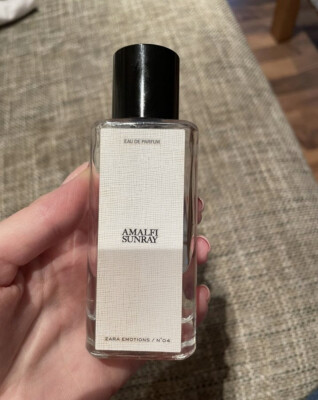 EAU DE PARFUM
AMALFI
SUNRAY
ZARA EMOTIONS / N°04